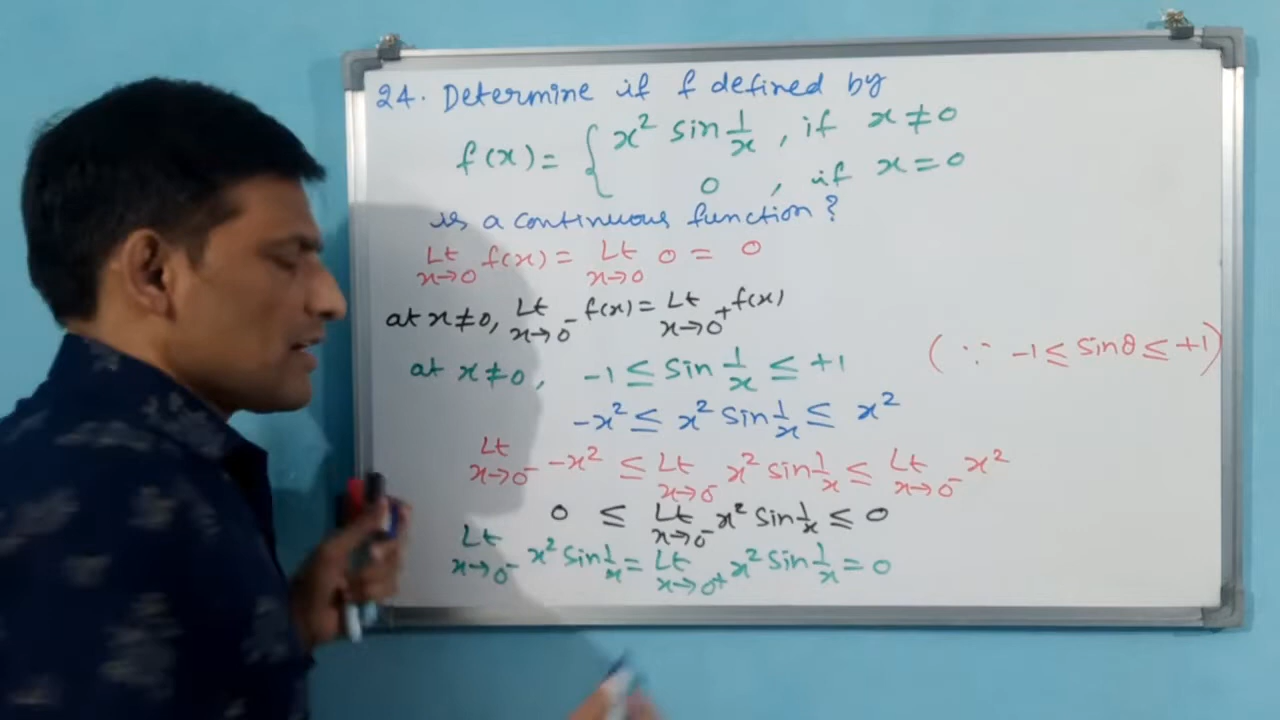 24. Determine if f defined by
f(x) = { x² sin 1/x , if x ≠ 0
0 , if x = 0
is a continuous function ?
Lt x→0 f(x) = Lt x→0 0 = 0
at x≠0, Lt x→0⁻ f(x) = Lt x→0⁺ f(x)
at x≠0, -1 ≤ sin 1/x ≤ +1 (∵ -1 ≤ sinθ ≤ +1)
-x² ≤ x² sin 1/x ≤ x²
Lt x→0⁻ -x² ≤ Lt x→0⁻ x² sin 1/x ≤ Lt x→0⁻ x²
0 ≤ Lt x→0⁻ x² sin 1/x ≤ 0
Lt x→0⁻ x² sin 1/x = Lt x→0⁺ x² sin 1/x = 0